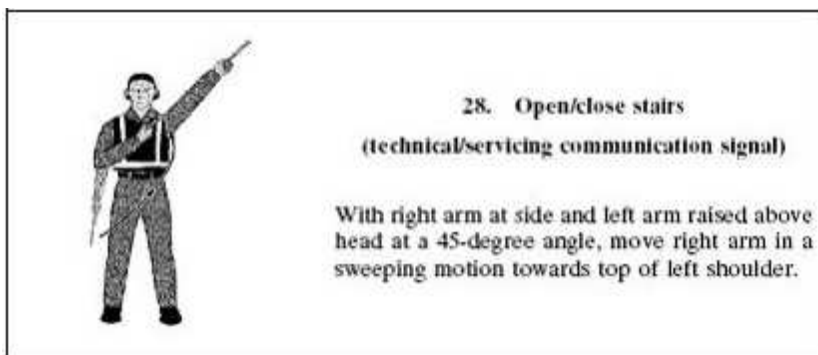 28. Open/close stairs
(technical/servicing communication signal)
With right arm at side and left arm raised above
head at a 45-degree angle, move right arm in a
sweeping motion towards top of left shoulder.